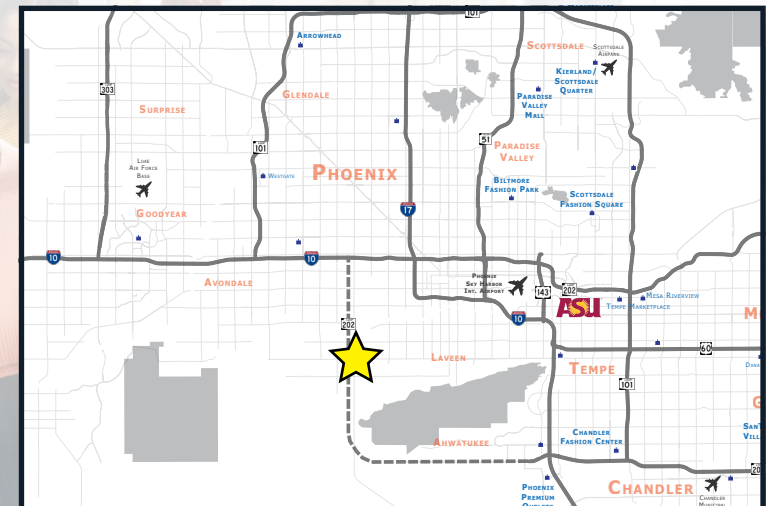 101
Arrowhead
Scottsdale
Scottsdale
Airpark
Kierland/
Scottsdale
Quarter
303
Glendale
Paradise
Valley
Mall
Surprise
51
101
Paradise
Valley
Luke
Air Force
Base
Westgate
Phoenix
Biltmore
Fashion Park
Scottsdale
Fashion Square
Goodyear
17
10
10
Avondale
Phoenix
Sky Harbor
Int. Airport
143
202
ASU
Mesa Riverview
Tempe Marketplace
10
202
60
Laveen
Tempe
101
Ahwatukee
Chandler
Fashion Center
Phoenix
Premium
Chandler
Chandler